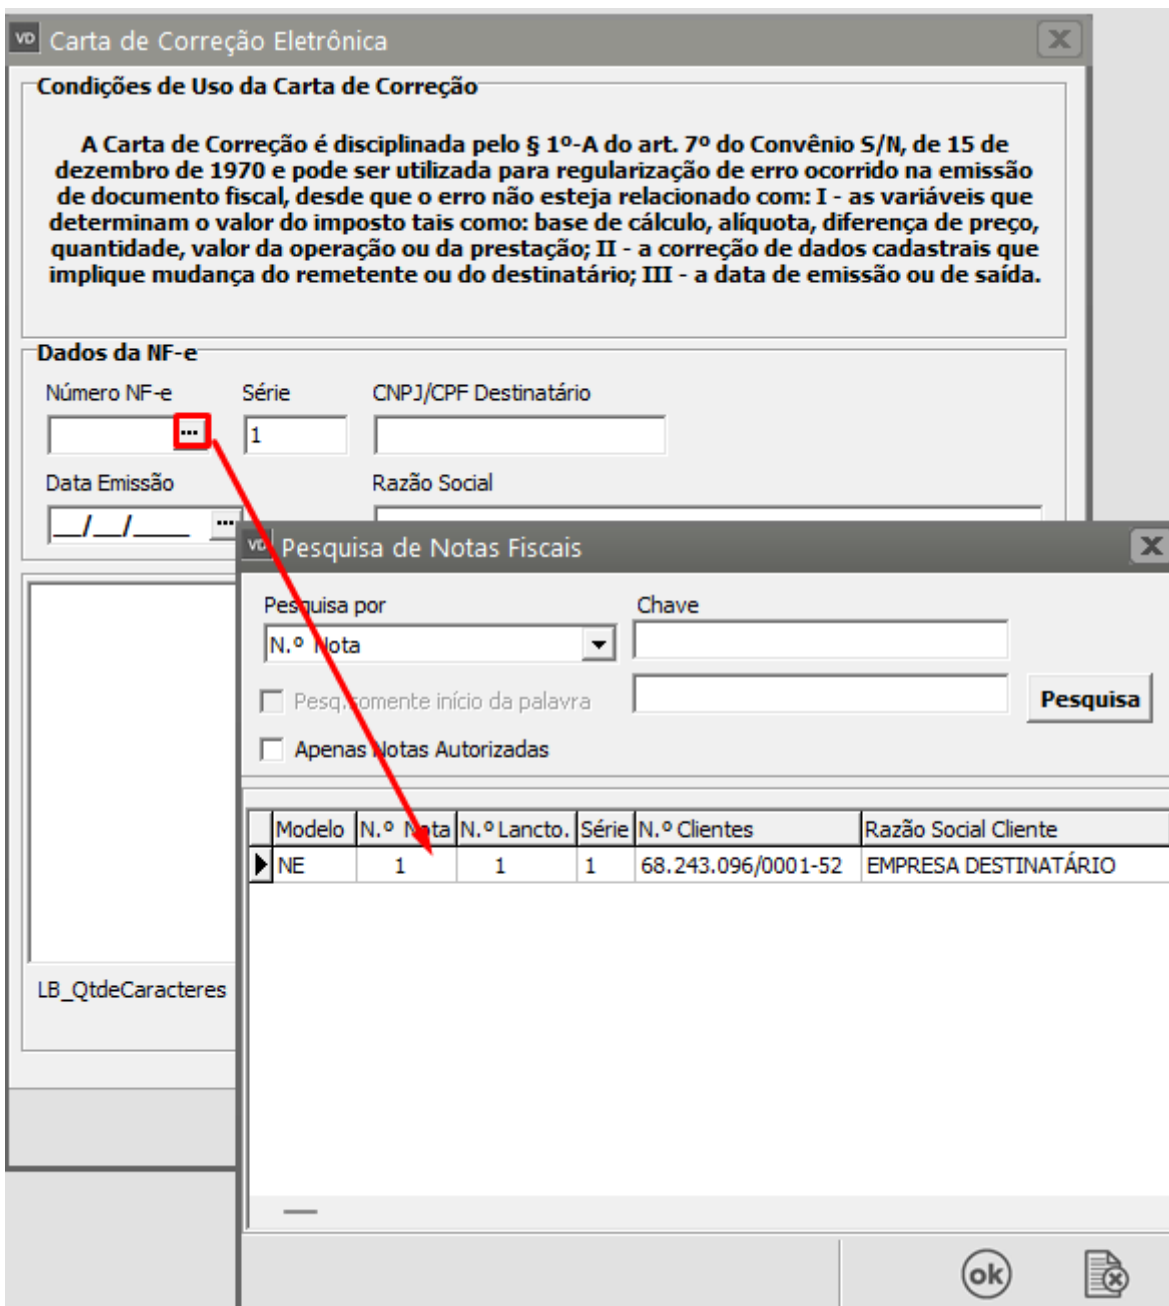 VD Carta de Correção Eletrônica
Condições de Uso da Carta de Correção
A Carta de Correção é disciplinada pelo § 1º-A do art. 7º do Convênio S/N, de 15 de
dezembro de 1970 e pode ser utilizada para regularização de erro ocorrido na emissão
de documento fiscal, desde que o erro não esteja relacionado com: I - as variáveis que
determinam o valor do imposto tais como: base de cálculo, alíquota, diferença de preço,
quantidade, valor da operação ou da prestação; II - a correção de dados cadastrais que
implique mudança do remetente ou do destinatário; III - a data de emissão ou de saída.
Dados da NF-e
Número NF-e Série CNPJ/CPF Destinatário
... 1
Data Emissão Razão Social
__/__/____ ...
VD Pesquisa de Notas Fiscais
Pesquisa por Chave
N.º Nota
Pesq.somente início da palavra Pesquisa
Apenas Notas Autorizadas
Modelo N.º Nota N.º Lancto. Série N.º Clientes Razão Social Cliente
NE 1 1 1 68.243.096/0001-52 EMPRESA DESTINATÁRIO
LB_QtdeCaracteres
ok